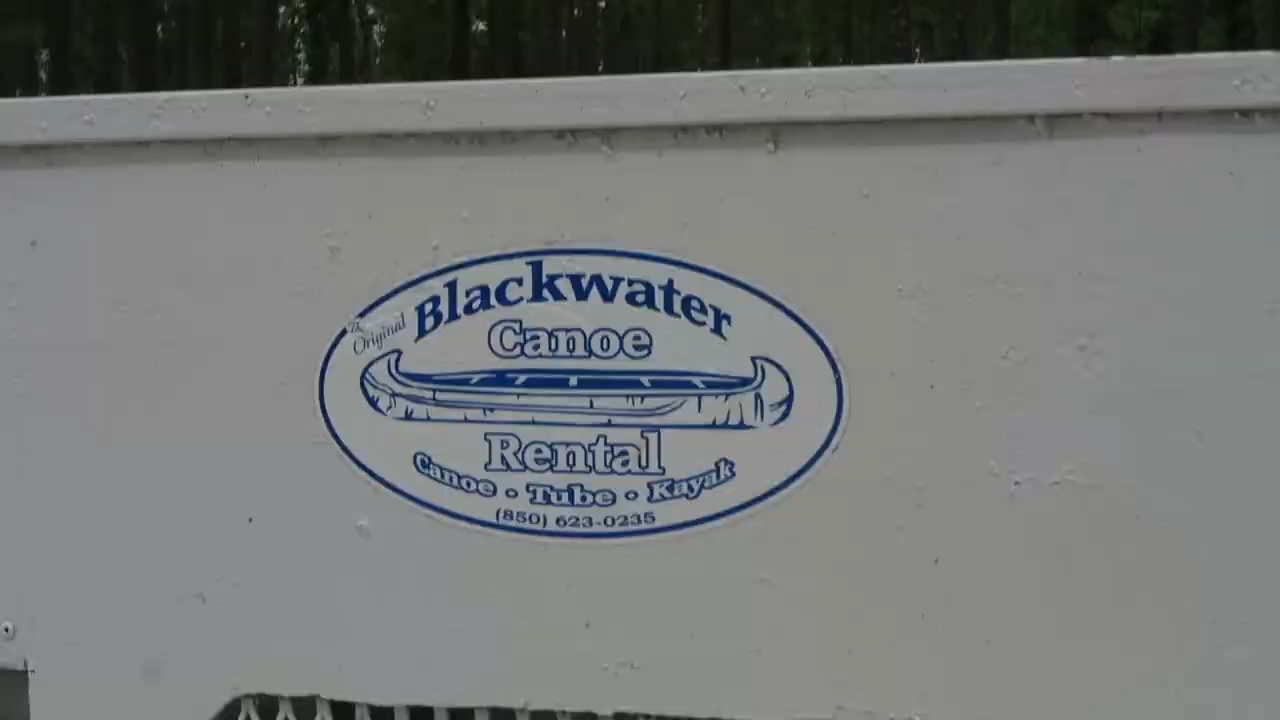 The Original
Blackwater
Canoe
Rental
Canoe • Tube • Kayak
(850) 623-0235